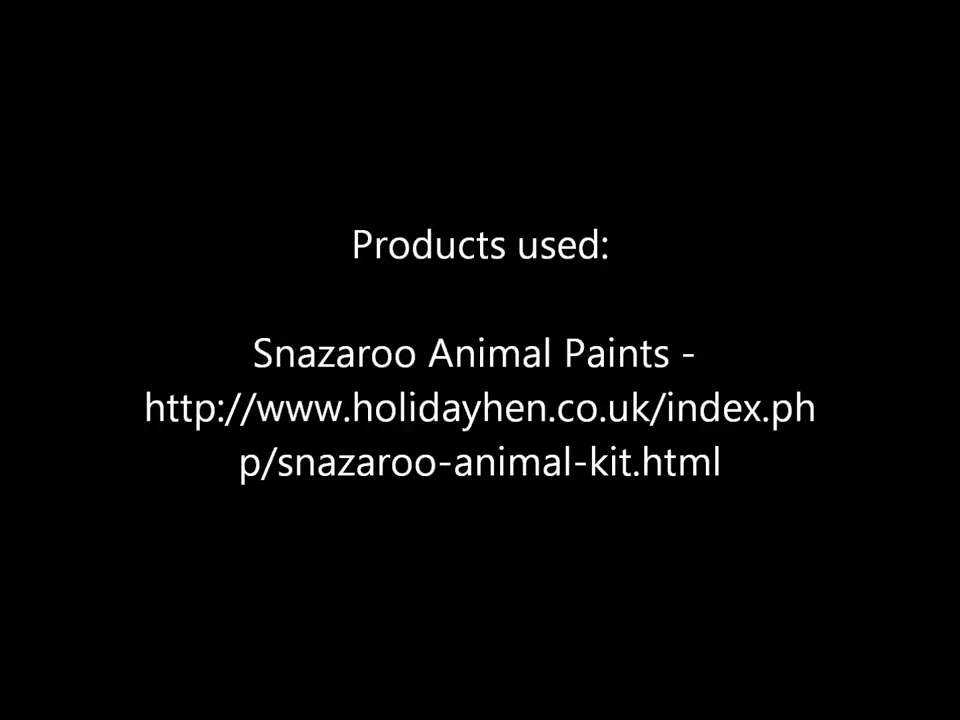 Products used:
Snazaroo Animal Paints -
http://www.holidayhen.co.uk/index.ph
p/snazaroo-animal-kit.html